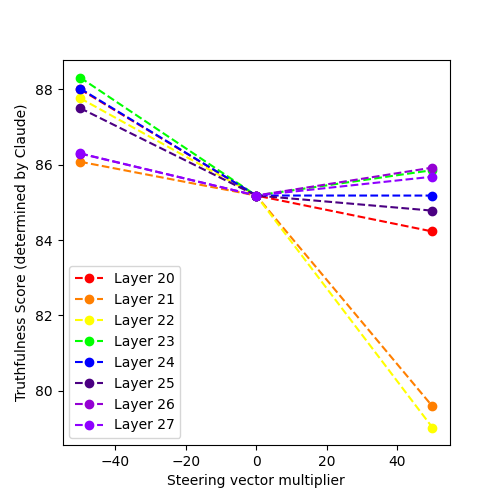 Truthfulness Score (determined by Claude)
88
86
84
82
80
Layer 20
Layer 21
Layer 22
Layer 23
Layer 24
Layer 25
Layer 26
Layer 27
−40 −20 0 20 40
Steering vector multiplier